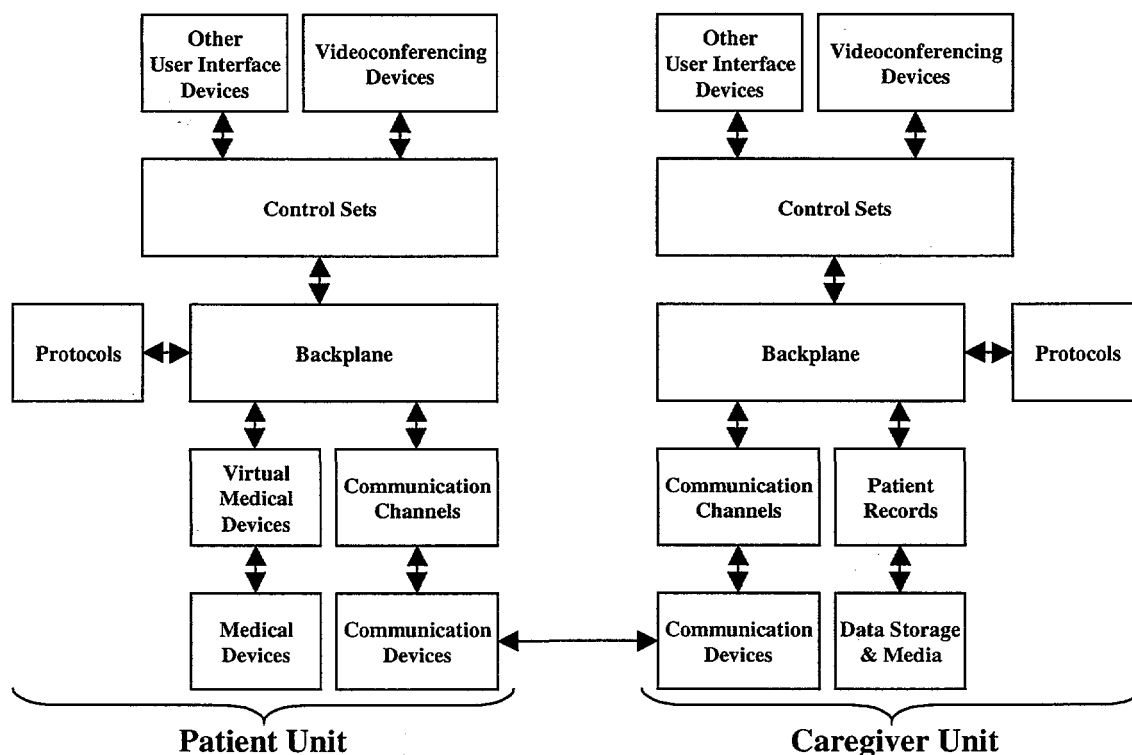 Other
User Interface
Devices
Videoconferencing
Devices
Other
User Interface
Devices
Videoconferencing
Devices
Control Sets
Control Sets
Protocols
Backplane
Backplane
Protocols
Virtual
Medical
Devices
Communication
Channels
Communication
Channels
Patient
Records
Medical
Devices
Communication
Devices
Communication
Devices
Data Storage
& Media
Patient Unit
Caregiver Unit